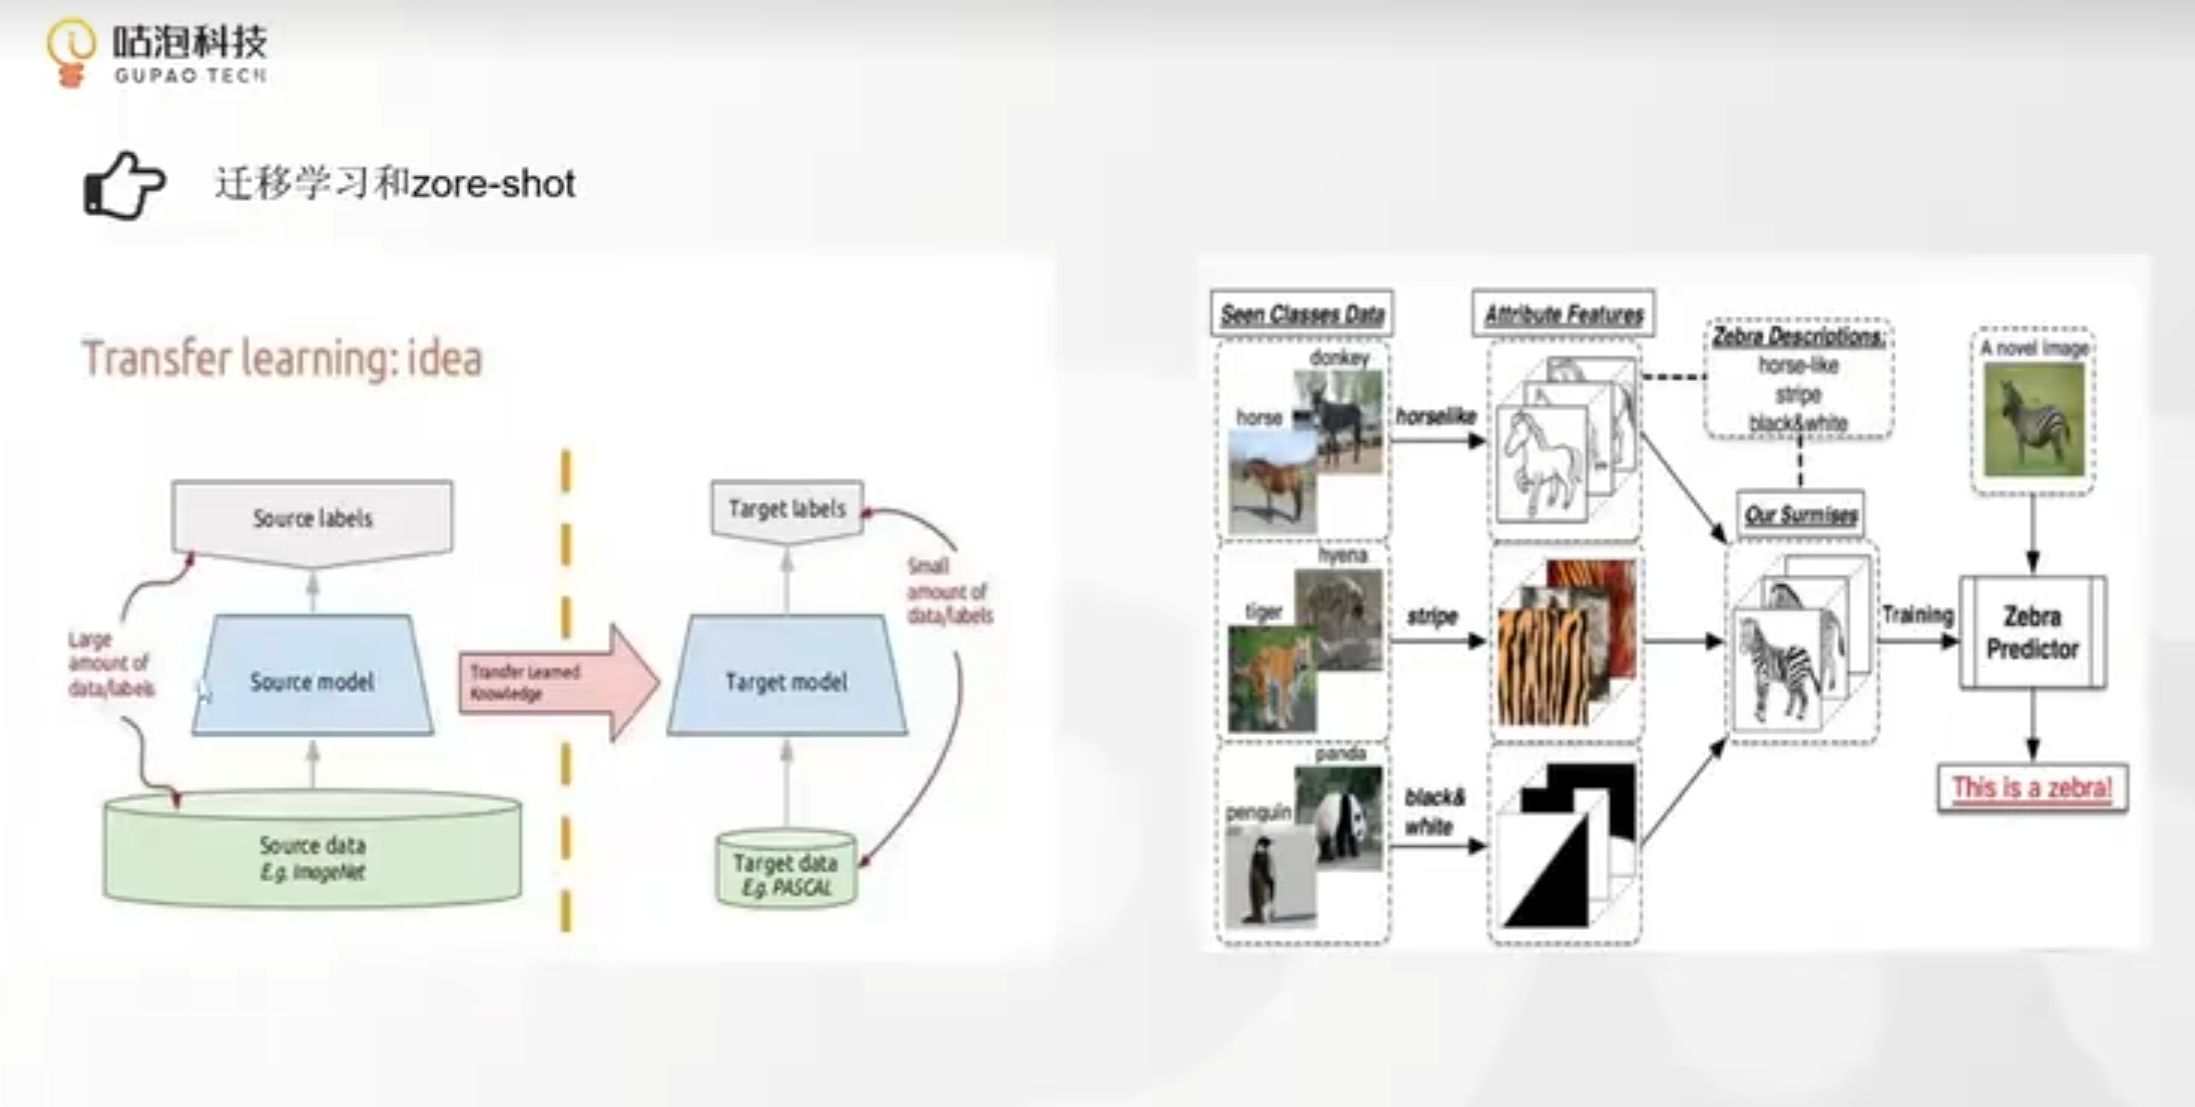 咕泡科技
GUPAO TECH
迁移学习和zore-shot
Transfer learning: idea
Source labels
Large
amount of
data/labels
Source model
Source data
E.g. ImageNet
Transfer Learned
Knowledge
Target labels
Small
amount of
data/labels
Target model
Target data
E.g. PASCAL
Seen Classes Data
donkey
horse
horselike
hyena
tiger
stripe
panda
penguin
black&
white
Attribute Features
Zebra Descriptions:
horse-like
stripe
black&white
Our Surmises
Training
A novel image
Zebra
Predictor
This is a zebra!